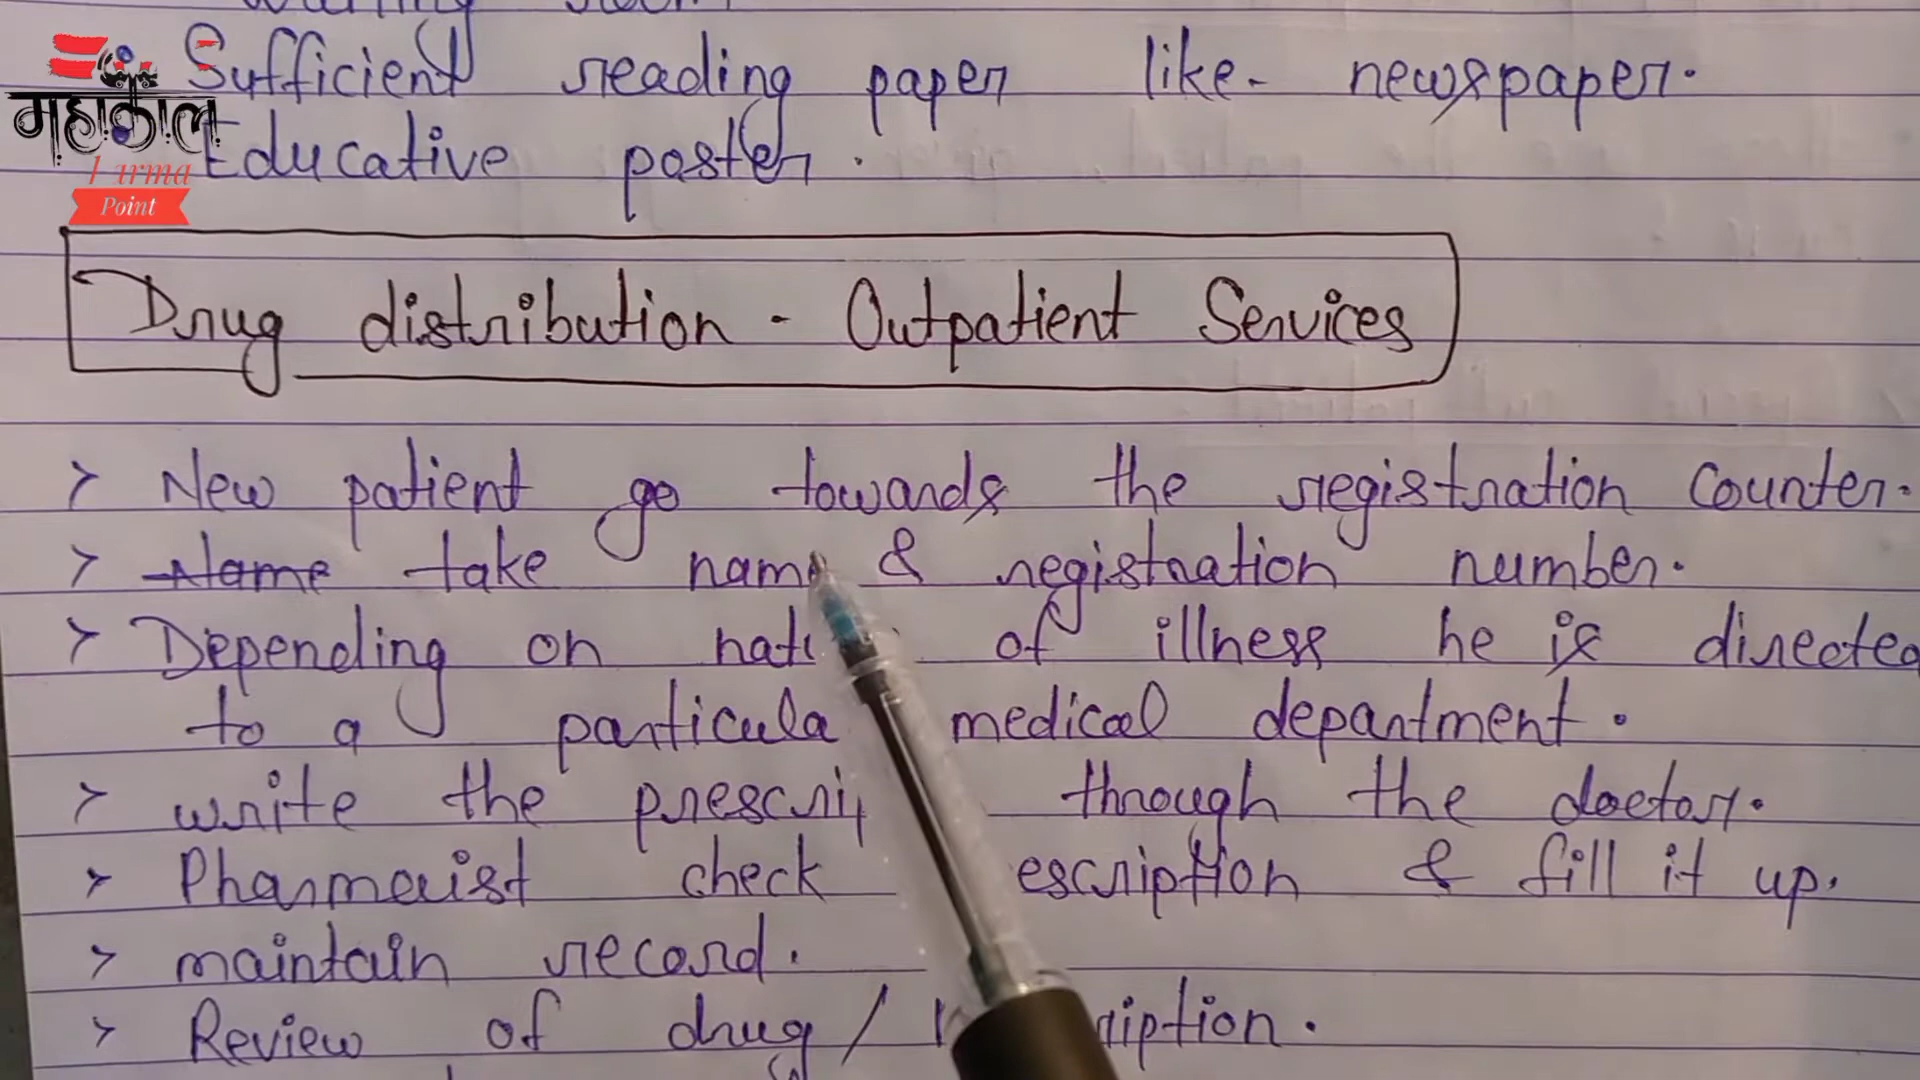 Sufficient reading paper like - newspaper.
Educative poster.
महाकाल
Point
Drug distribution - Outpatient Services
> New patient go towards the registration counter.
> Name take name & registration number.
> Depending on of illness he is directed
to a particula medical department.
> write the through the doctor.
> Pharmacist check & fill it up.
> maintain record.
> Review of drug /